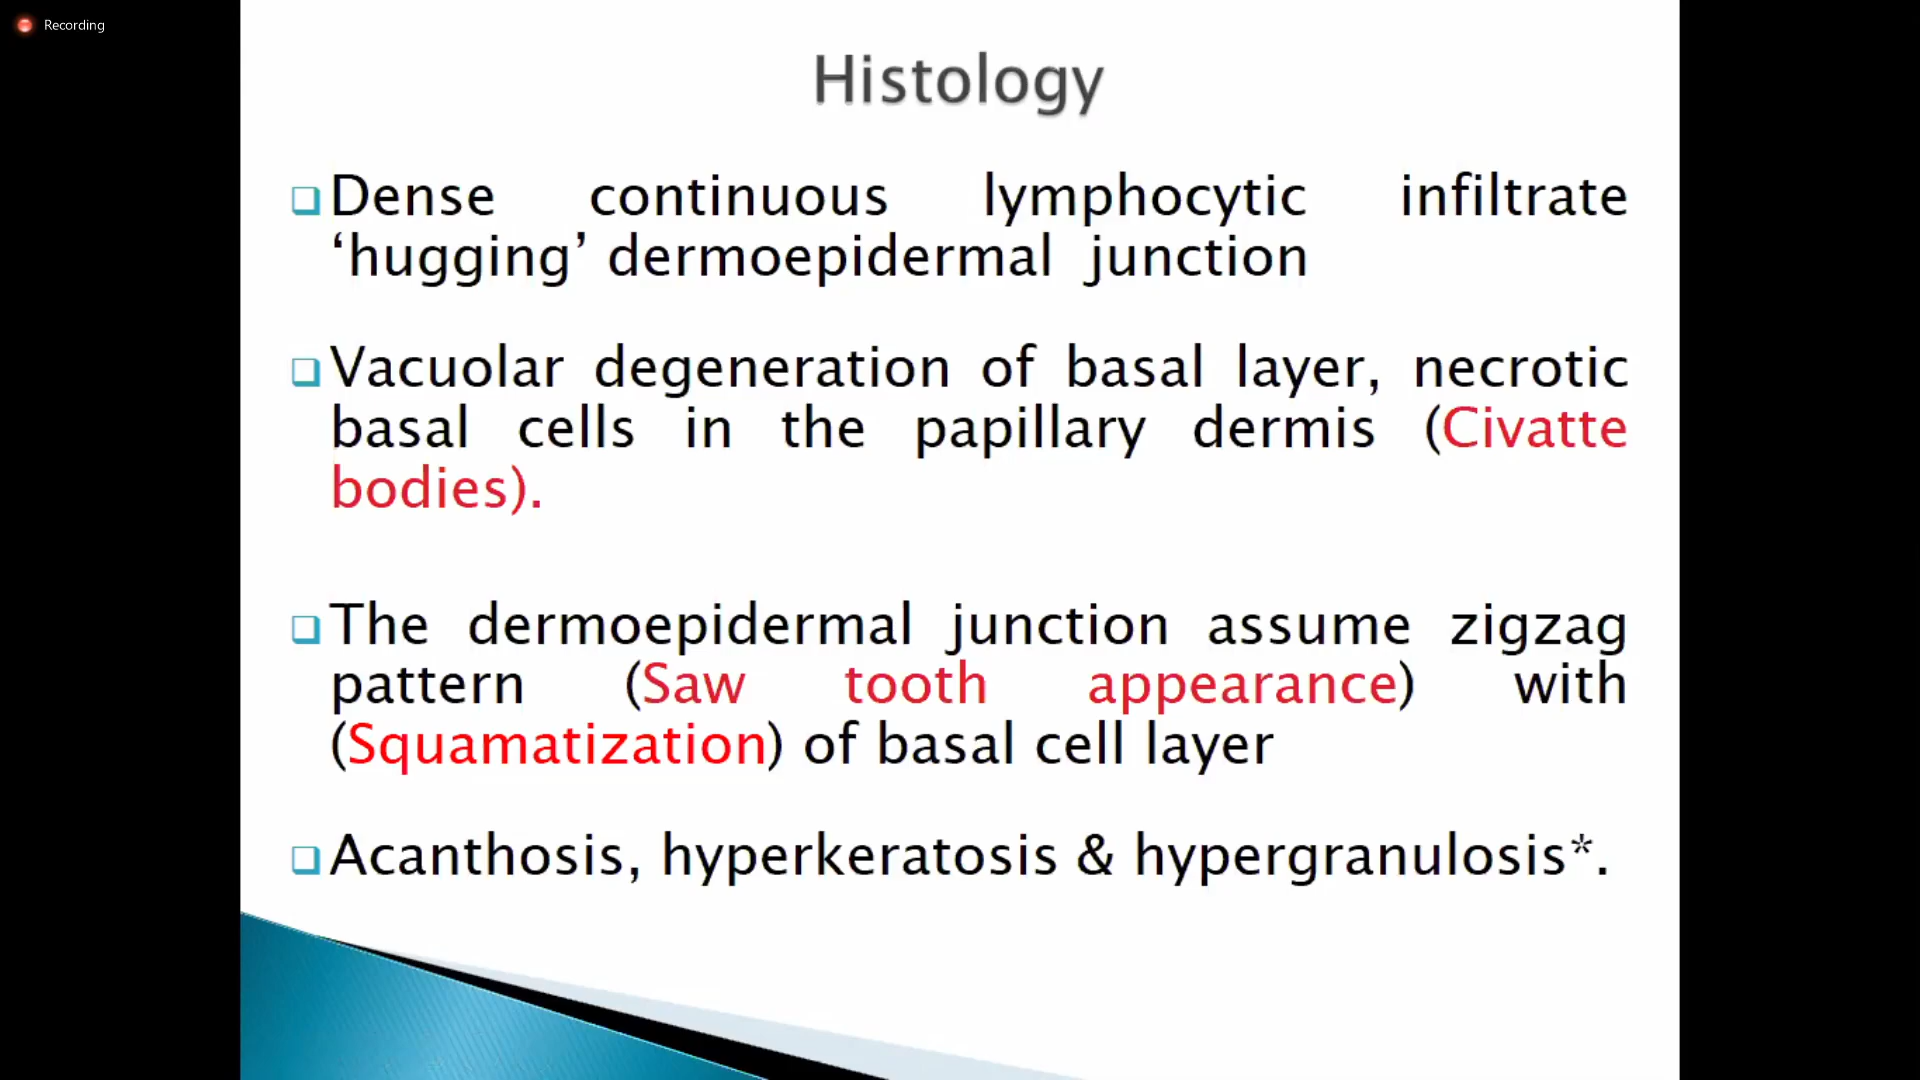 Recording
Histology
Dense continuous lymphocytic infiltrate
‘hugging’ dermoepidermal junction
Vacuolar degeneration of basal layer, necrotic
basal cells in the papillary dermis (Civatte
bodies).
The dermoepidermal junction assume zigzag
pattern (Saw tooth appearance) with
(Squamatization) of basal cell layer
Acanthosis, hyperkeratosis & hypergranulosis*.